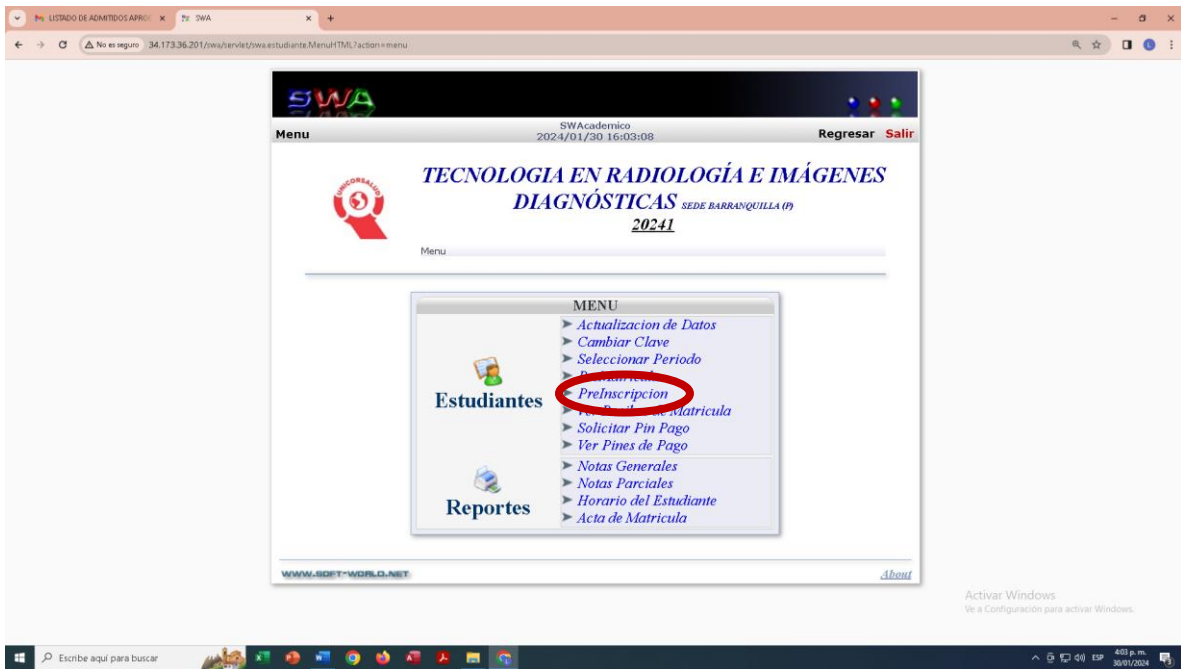 LISTADO DE ADMITIDOS APRO
SWA
No es seguro 34.173.36.201/swa/servlet/swa.estudiante.MenuHTML?action=menu
SWA
Menu
SWAcademico
2024/01/30 16:03:08
Regresar Salir
UNICORSALUD
TECNOLOGIA EN RADIOLOGÍA E IMÁGENES
DIAGNÓSTICAS SEDE BARRANQUILLA (P)
20241
Menu
MENU
Estudiantes
Actualizacion de Datos
Cambiar Clave
Seleccionar Periodo
PreInscripcion
Matricula
Solicitar Pin Pago
Ver Pines de Pago
Reportes
Notas Generales
Notas Parciales
Horario del Estudiante
Acta de Matricula
WWW.SOFT-WORLD.NET
About
Activar Windows
Ve a Configuración para activar Windows.
Escribe aquí para buscar
ESP
4:03 p. m.
30/01/2024